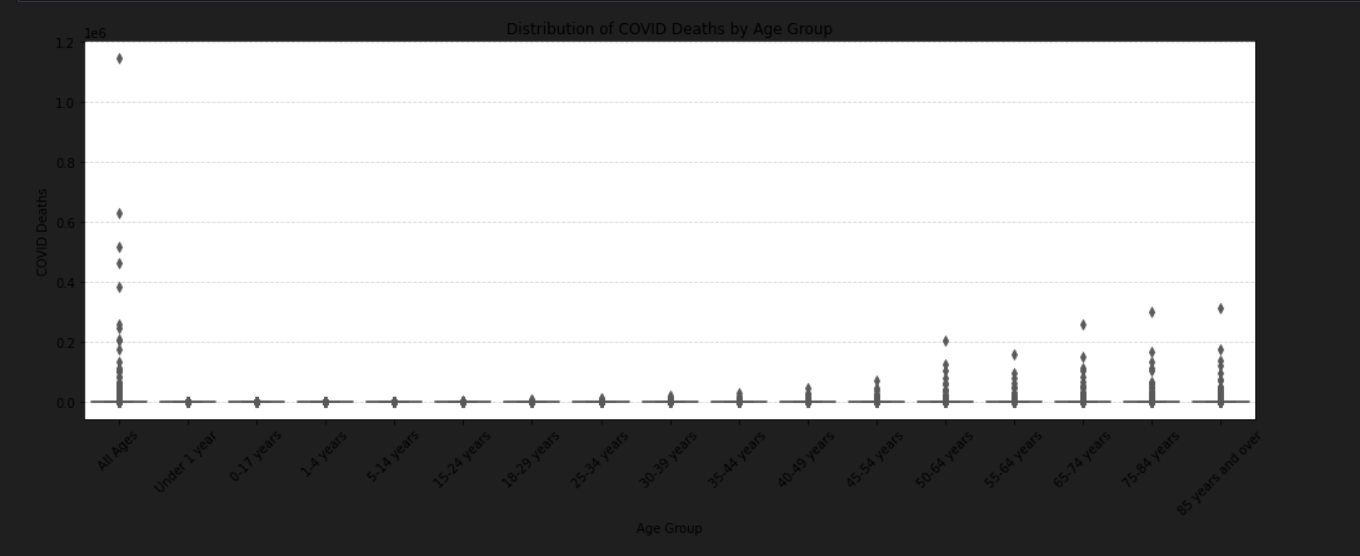 Distribution of COVID Deaths by Age Group
1e6
1.2
1.0
0.8
0.6
0.4
0.2
0.0
COVID Deaths
All Ages
Under 1 year
0-17 years
1-4 years
5-14 years
15-24 years
18-29 years
25-34 years
30-39 years
35-44 years
40-49 years
45-54 years
50-64 years
55-64 years
65-74 years
75-84 years
85 years and over
Age Group